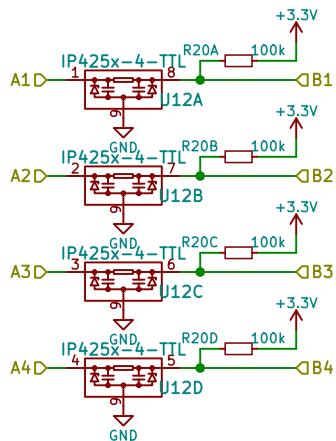 +3.3V
R20A 100k
IP425x-4-TTL
A1 1 8 B1
U12A
9
GND
+3.3V
R20B 100k
IP425x-4-TTL
A2 2 7 B2
U12B
9
GND
+3.3V
R20C 100k
IP425x-4-TTL
A3 3 6 B3
U12C
9
GND
+3.3V
R20D 100k
IP425x-4-TTL
A4 4 5 B4
U12D
9
GND